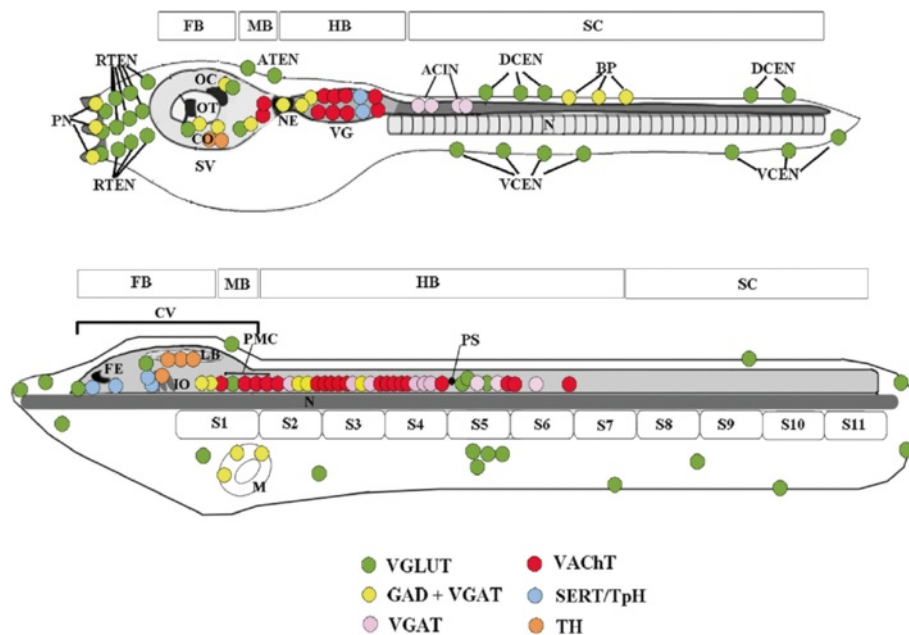 FB MB HB SC
RTEN ATEN OC ACIN DCEN BP DCEN
PN OT NE N
CO VG
SV
RTEN VCEN VCEN
FB MB HB SC
CV
PMC PS
LB
FE
IO
N
S1 S2 S3 S4 S5 S6 S7 S8 S9 S10 S11
M
VGLUT VAChT
GAD + VGAT SERT/TpH
VGAT TH